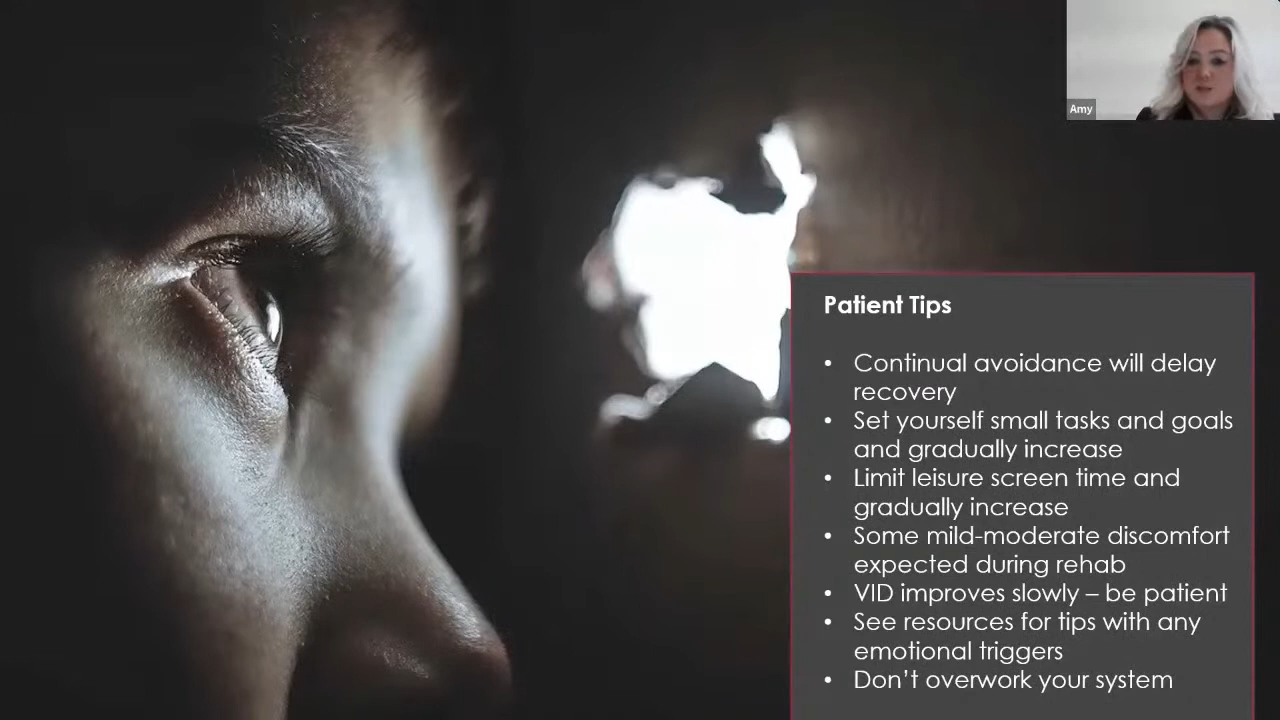 Amy
Patient Tips
• Continual avoidance will delay
recovery
• Set yourself small tasks and goals
and gradually increase
• Limit leisure screen time and
gradually increase
• Some mild-moderate discomfort
expected during rehab
• VID improves slowly – be patient
• See resources for tips with any
emotional triggers
• Don’t overwork your system